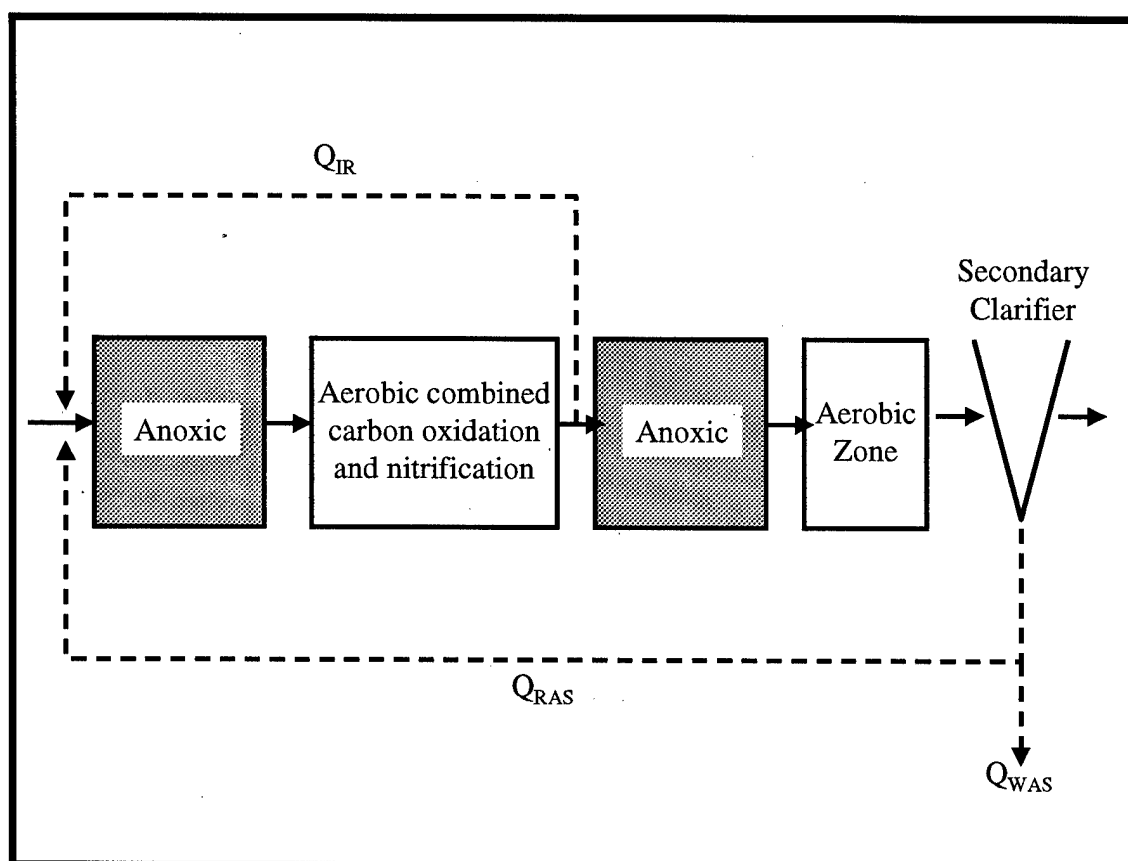 Q_IR
Secondary
Clarifier
Anoxic
Aerobic combined
carbon oxidation
and nitrification
Anoxic
Aerobic
Zone
Q_RAS
Q_WAS